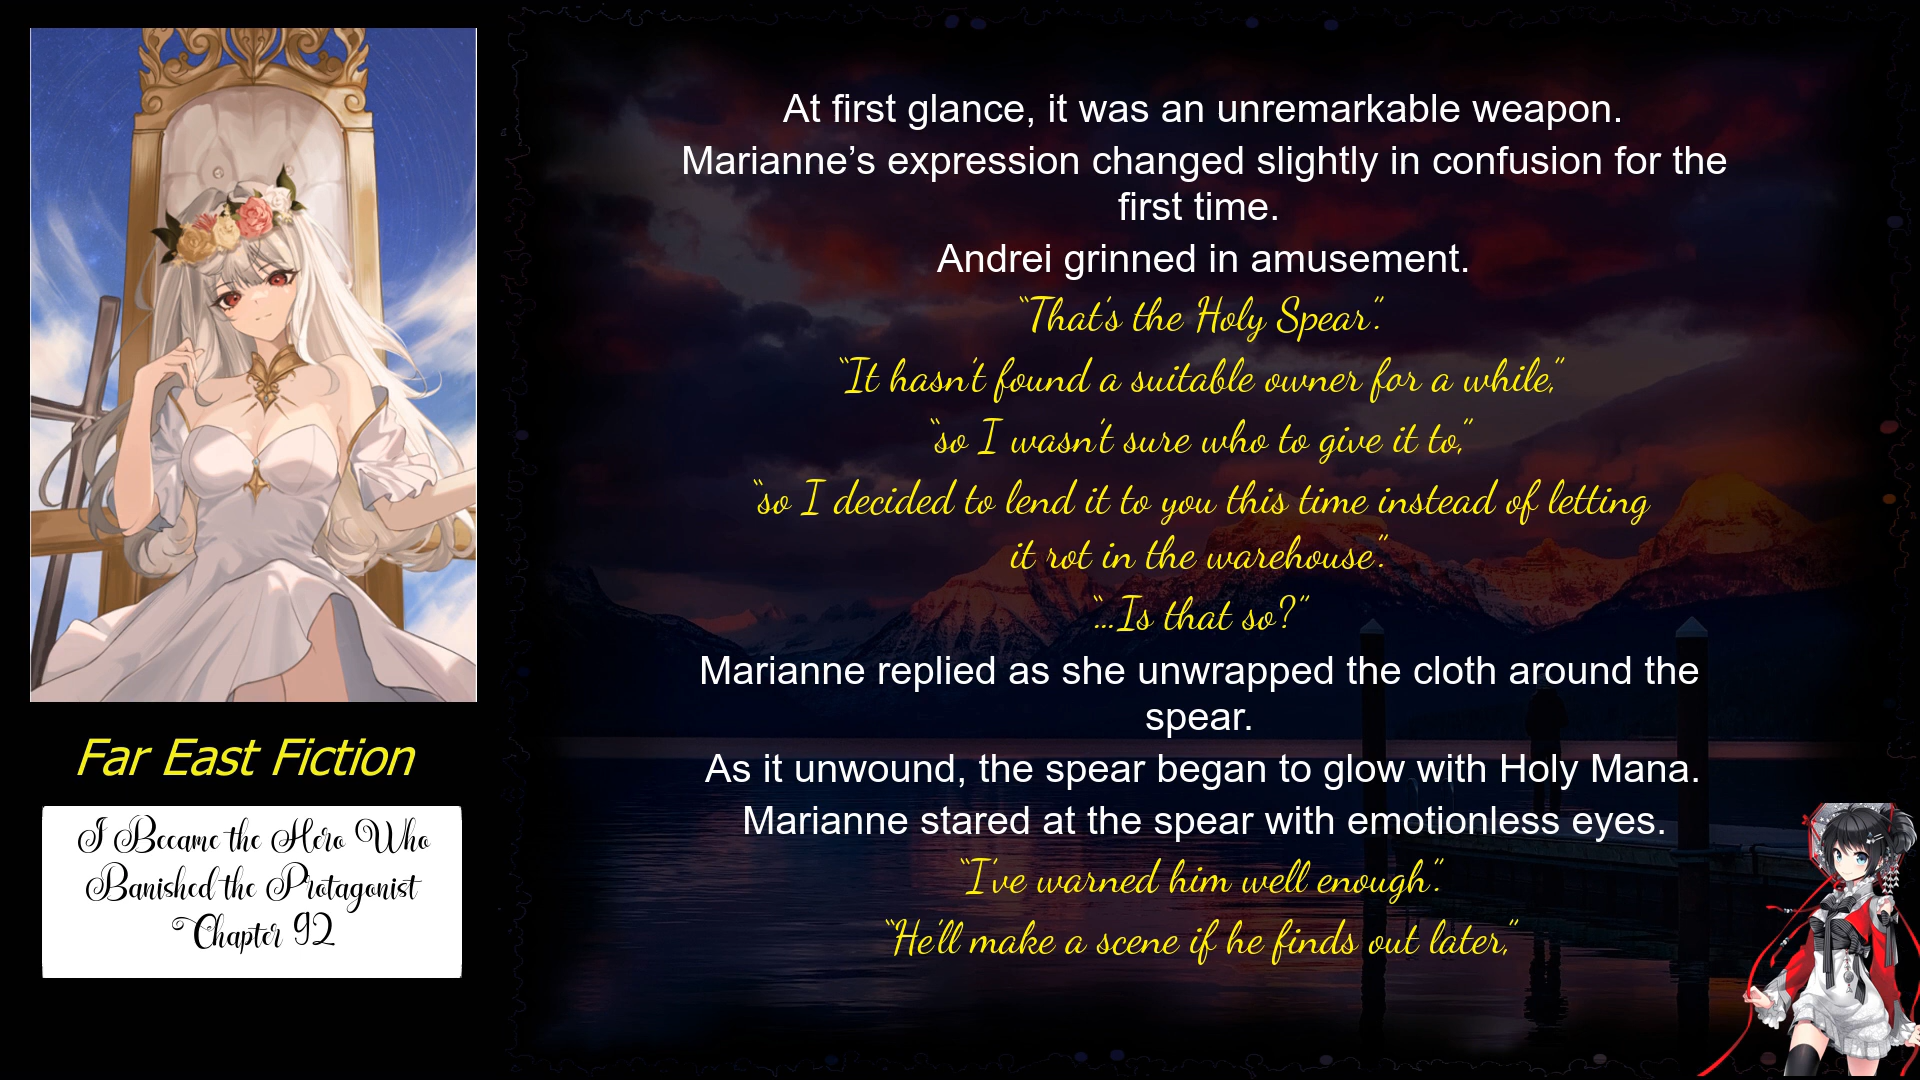 At first glance, it was an unremarkable weapon.
Marianne’s expression changed slightly in confusion for the
first time.
Andrei grinned in amusement.
“That’s the Holy Spear”.
“It hasn’t found a suitable owner for a while,”
“so I wasn’t sure who to give it to,”
“so I decided to lend it to you this time instead of letting
it rot in the warehouse”.
“…Is that so?”
Marianne replied as she unwrapped the cloth around the
spear.
As it unwound, the spear began to glow with Holy Mana.
Marianne stared at the spear with emotionless eyes.
“I’ve warned him well enough”.
“He’ll make a scene if he finds out later,”
Far East Fiction
I Became the Hero Who
Banished the Protagonist
Chapter 92